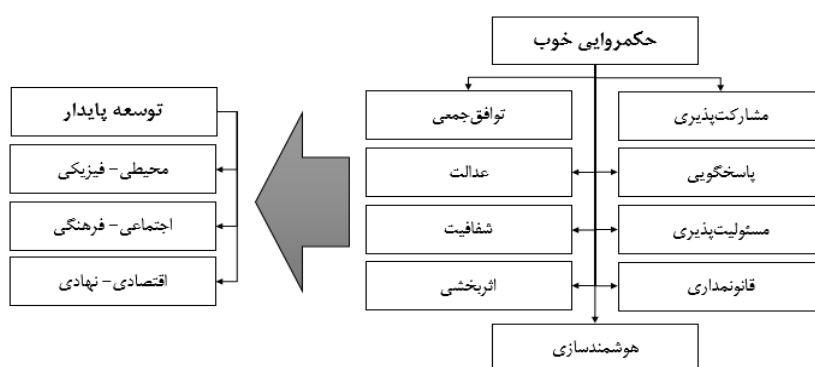 حکمروایی خوب
مشارکت‌پذیری
توافق‌جمعی
پاسخگویی
عدالت
مسئولیت‌پذیری
شفافیت
قانونمداری
اثربخشی
هوشمندسازی
توسعه پایدار
محیطی- فیزیکی
اجتماعی- فرهنگی
اقتصادی- نهادی